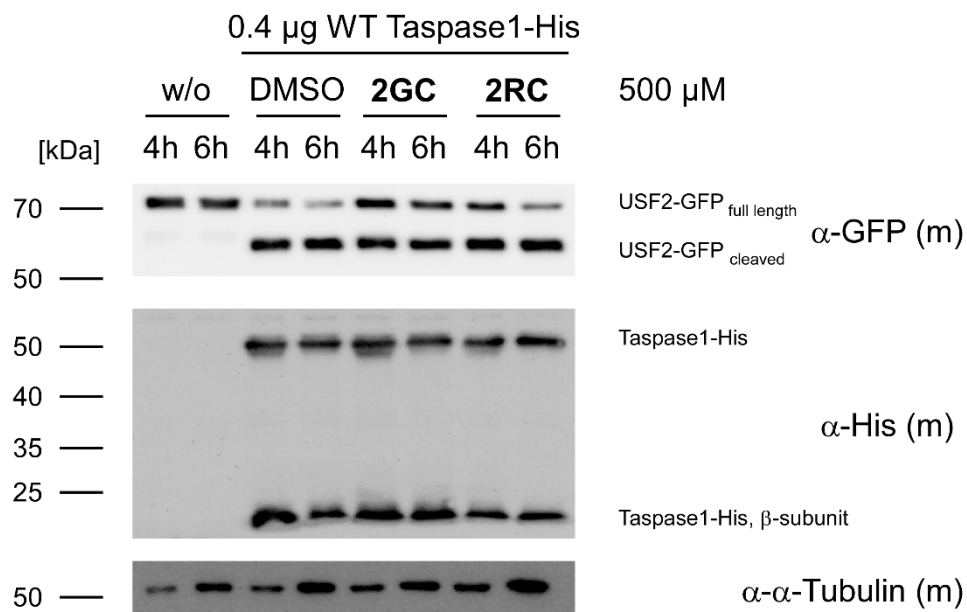 0.4 µg WT Taspase1-His
w/o DMSO 2GC 2RC 500 µM
[kDa] 4h 6h 4h 6h 4h 6h 4h 6h
70 USF2-GFP full length
α-GFP (m)
USF2-GFP cleaved
50
50 Taspase1-His
40
α-His (m)
35
25
Taspase1-His, β-subunit
50 α-α-Tubulin (m)